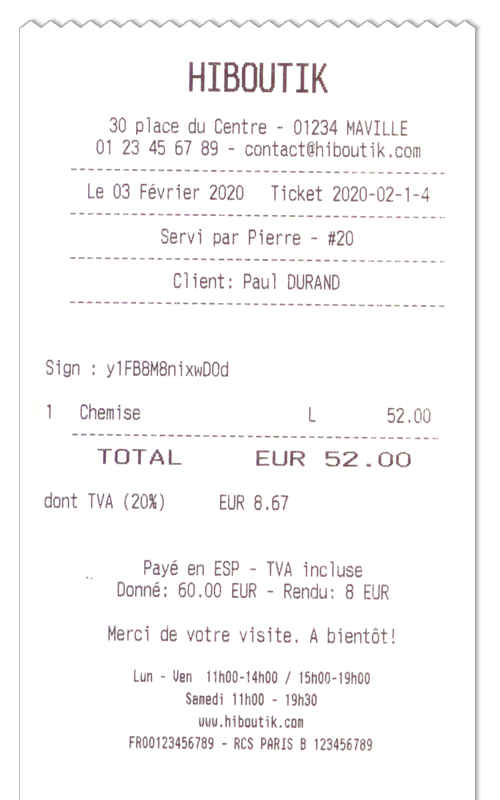 HIBOUTIK
30 place du Centre - 01234 MAVILLE
01 23 45 67 89 - contact@hiboutik.com
Le 03 Février 2020 Ticket 2020-02-1-4
Servi par Pierre - #20
Client: Paul DURAND
Sign : y1FB8M8nixwD0d
1 Chemise L 52.00
TOTAL EUR 52.00
dont TVA (20%) EUR 8.67
Payé en ESP - TVA incluse
Donné: 60.00 EUR - Rendu: 8 EUR
Merci de votre visite. A bientôt!
Lun - Ven 11h00-14h00 / 15h00-19h00
Samedi 11h00 - 19h30
www.hiboutik.com
FR00123456789 - RCS PARIS B 123456789